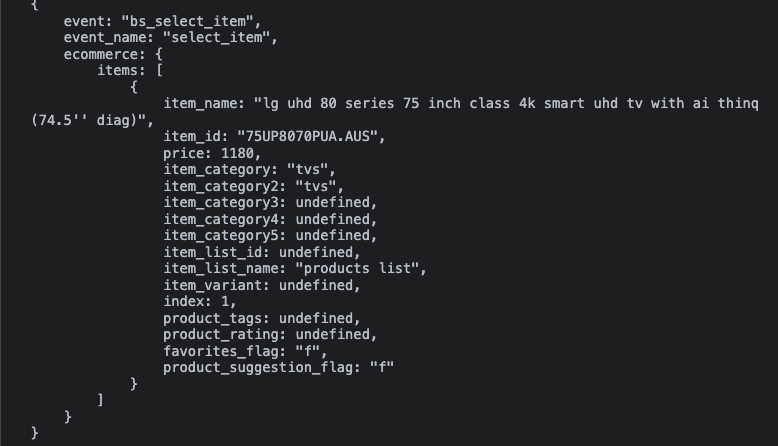 {
    event: "bs_select_item",
    event_name: "select_item",
    ecommerce: {
        items: [
            {
                item_name: "lg uhd 80 series 75 inch class 4k smart uhd tv with ai thinq
(74.5'' diag)",
                item_id: "75UP8070PUA.AUS",
                price: 1180,
                item_category: "tvs",
                item_category2: "tvs",
                item_category3: undefined,
                item_category4: undefined,
                item_category5: undefined,
                item_list_id: undefined,
                item_list_name: "products list",
                item_variant: undefined,
                index: 1,
                product_tags: undefined,
                product_rating: undefined,
                favorites_flag: "f",
                product_suggestion_flag: "f"
            }
        ]
    }
}